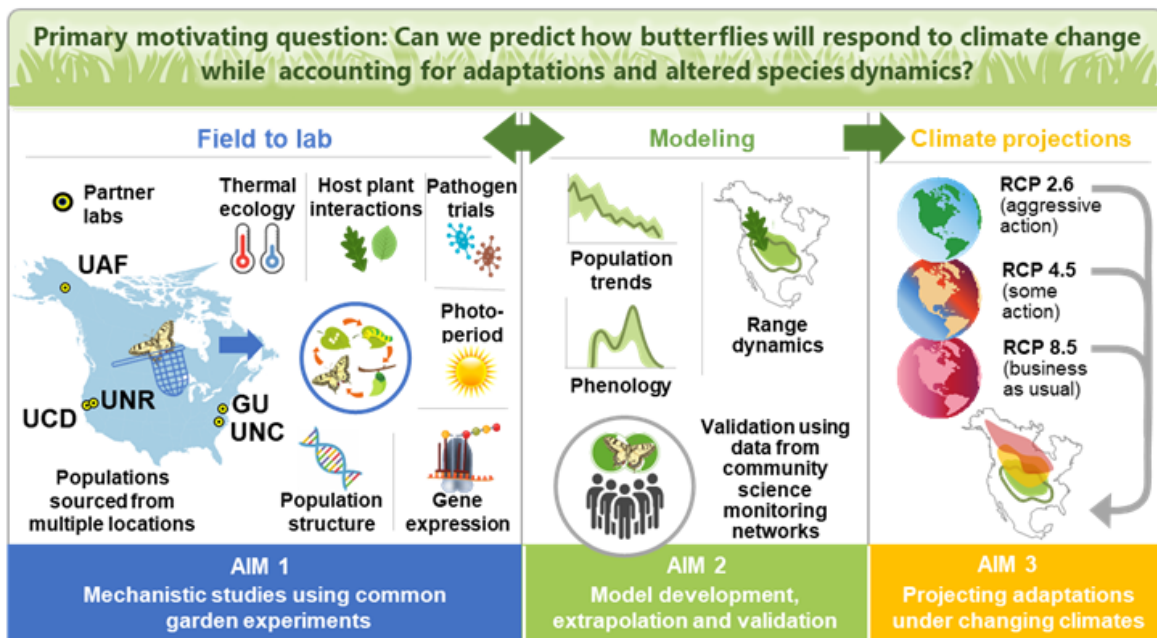 Primary motivating question: Can we predict how butterflies will respond to climate change
while accounting for adaptations and altered species dynamics?
Field to lab
Partner
labs
Thermal
ecology
Host plant
interactions
Pathogen
trials
UAF
UNR
UCD
GU
UNC
Photo-
period
Populations
sourced from
multiple locations
Population
structure
Gene
expression
AIM 1
Mechanistic studies using common
garden experiments
Modeling
Population
trends
Phenology
Range
dynamics
Validation using
data from
community
science
monitoring
networks
AIM 2
Model development,
extrapolation and validation
Climate projections
RCP 2.6
(aggressive
action)
RCP 4.5
(some
action)
RCP 8.5
(business
as usual)
AIM 3
Projecting adaptations
under changing climates